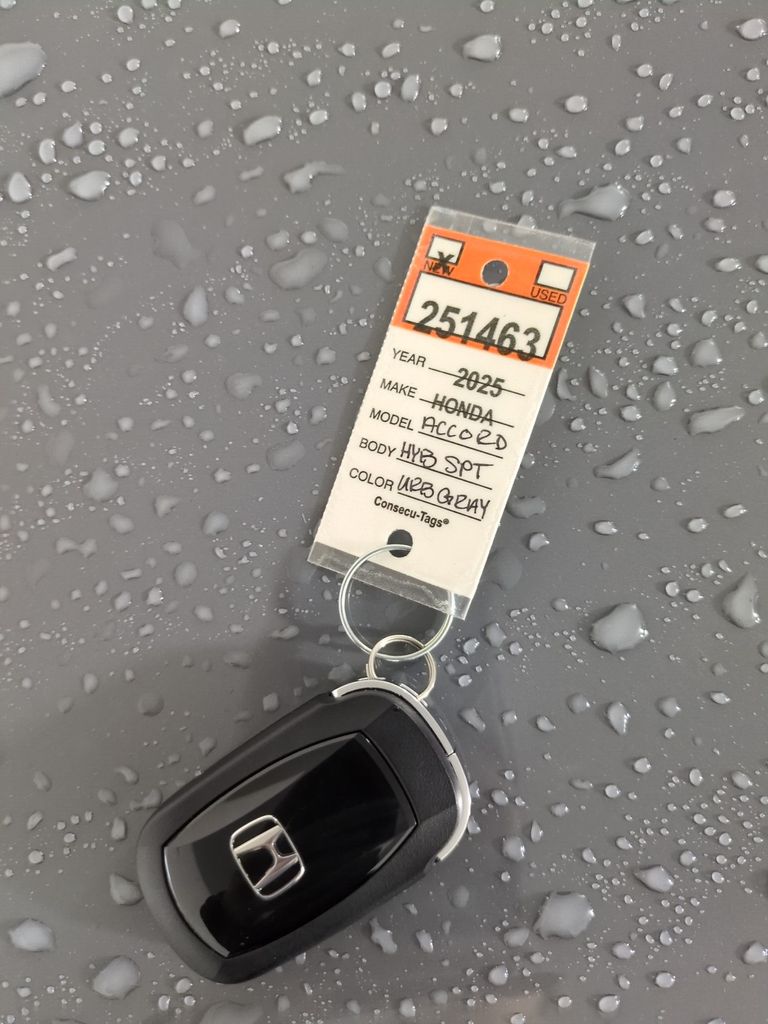 X
NEW
USED
251463
YEAR 2025
MAKE HONDA
MODEL ACCORD
BODY HYB SPT
COLOR URB GRAY
Consecu-Tags®